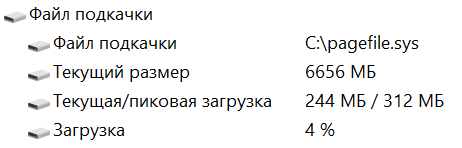 Файл подкачки
Файл подкачки C:\pagefile.sys
Текущий размер 6656 МБ
Текущая/пиковая загрузка 244 МБ / 312 МБ
Загрузка 4 %